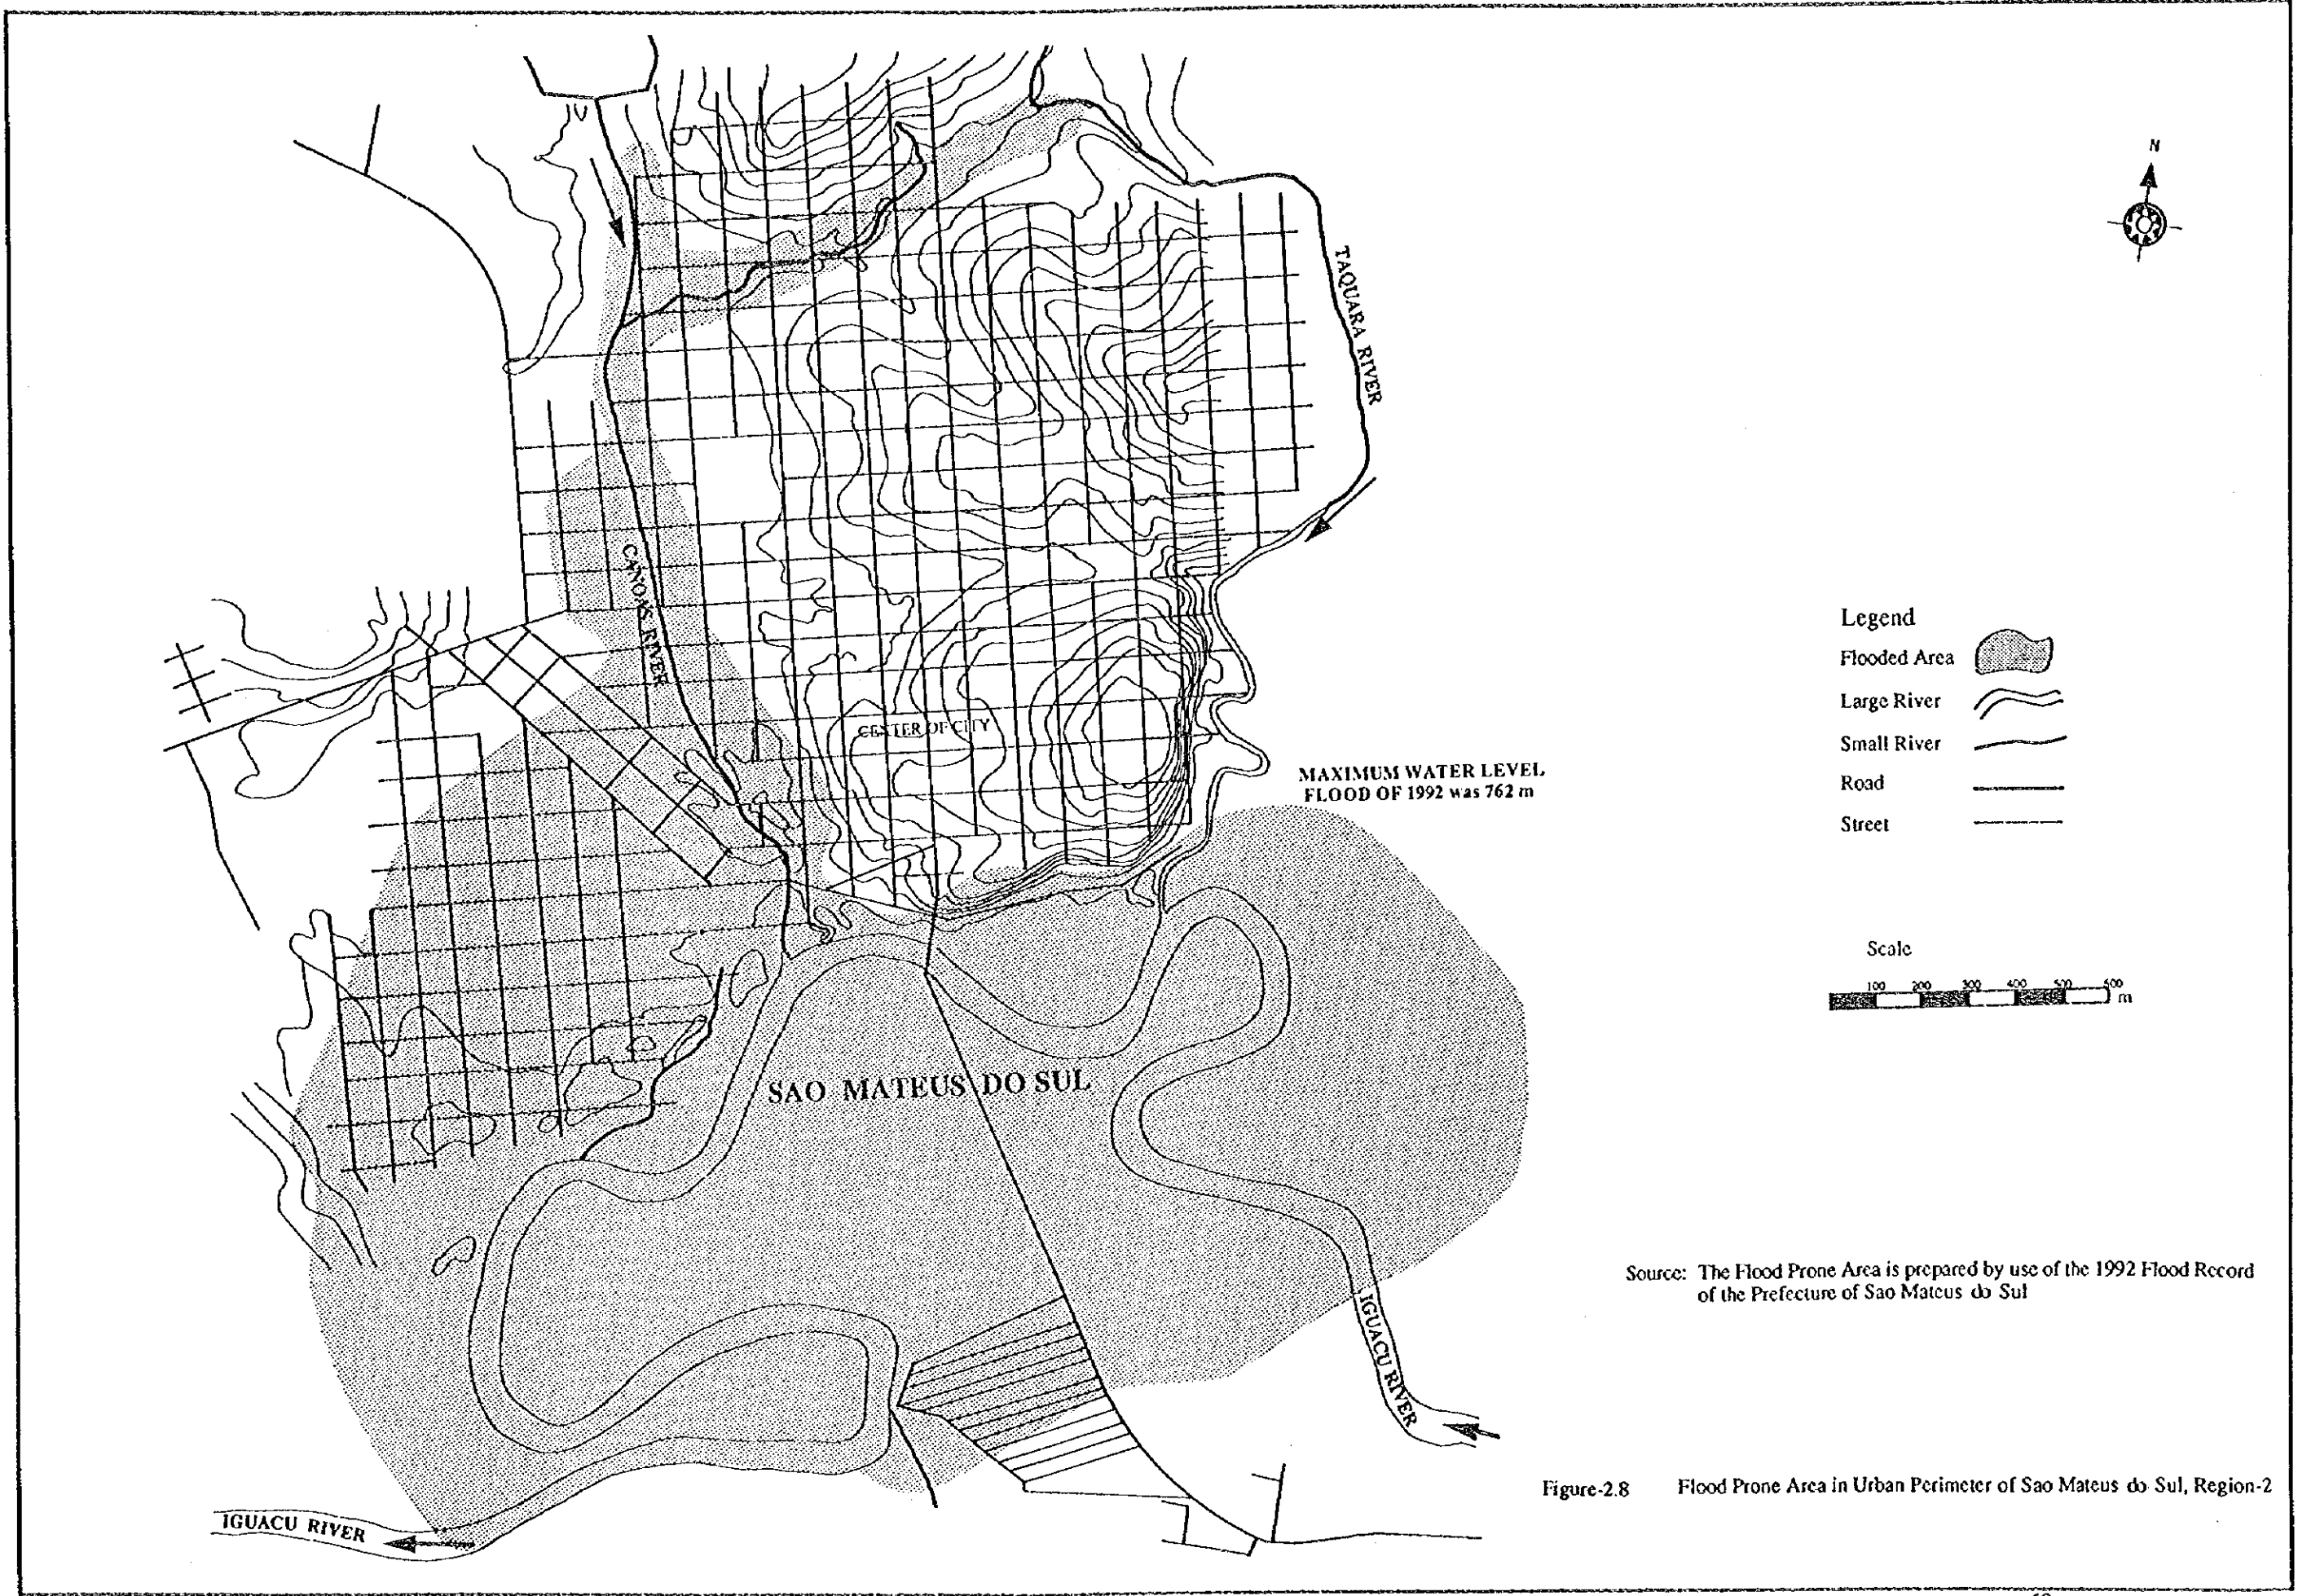 N
TAQUARA RIVER
CANOAS RIVER
CENTER OF CITY
MAXIMUM WATER LEVEL
FLOOD OF 1992 was 762 m
Legend
Flooded Area
Large River
Small River
Road
Street
Scale
100 200 300 400 500 600
m
SAO MATEUS DO SUL
Source: The Flood Prone Area is prepared by use of the 1992 Flood Record
of the Prefecture of Sao Mateus do Sul
IGUACU RIVER
Figure-2.8 Flood Prone Area in Urban Perimeter of Sao Mateus do Sul, Region-2
IGUACU RIVER